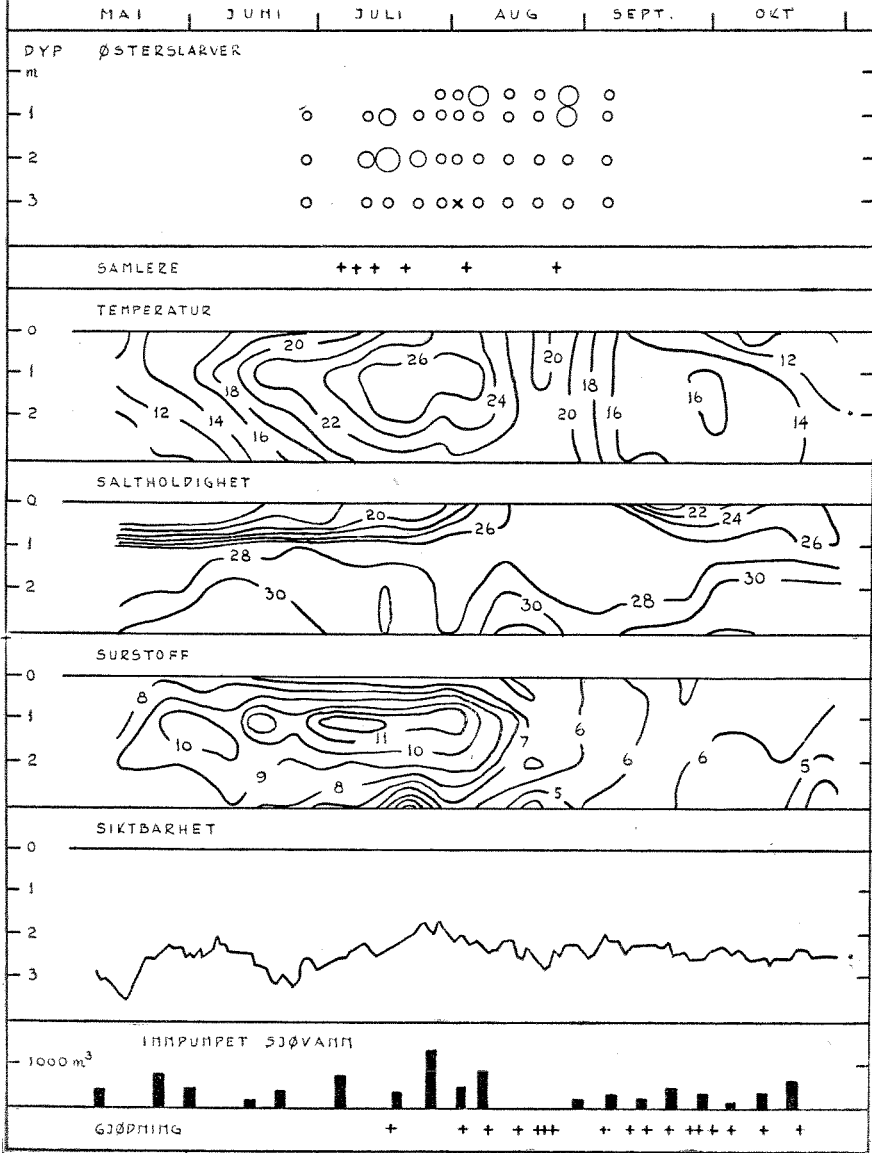 MAI JUNI JULI AUG SEPT. OKT
DYP ØSTERSLARVER
m
1
2
3
SAMLERE
TEMPERATUR
0
20 26 20 12
1
18 18
24
2
12 14 22 20 16 16 14
16
SALTHOLDIGHET
0
20 22 24
26 26
1
28
2
30 30 28 30
SURSTOFF
0
8
1
10 11 10 7 6 6 6
2
9 8 5 5
SIKTBARHET
0
1
2
3
INNPUMPET SJØVANN
1000 m³
GJØDNING